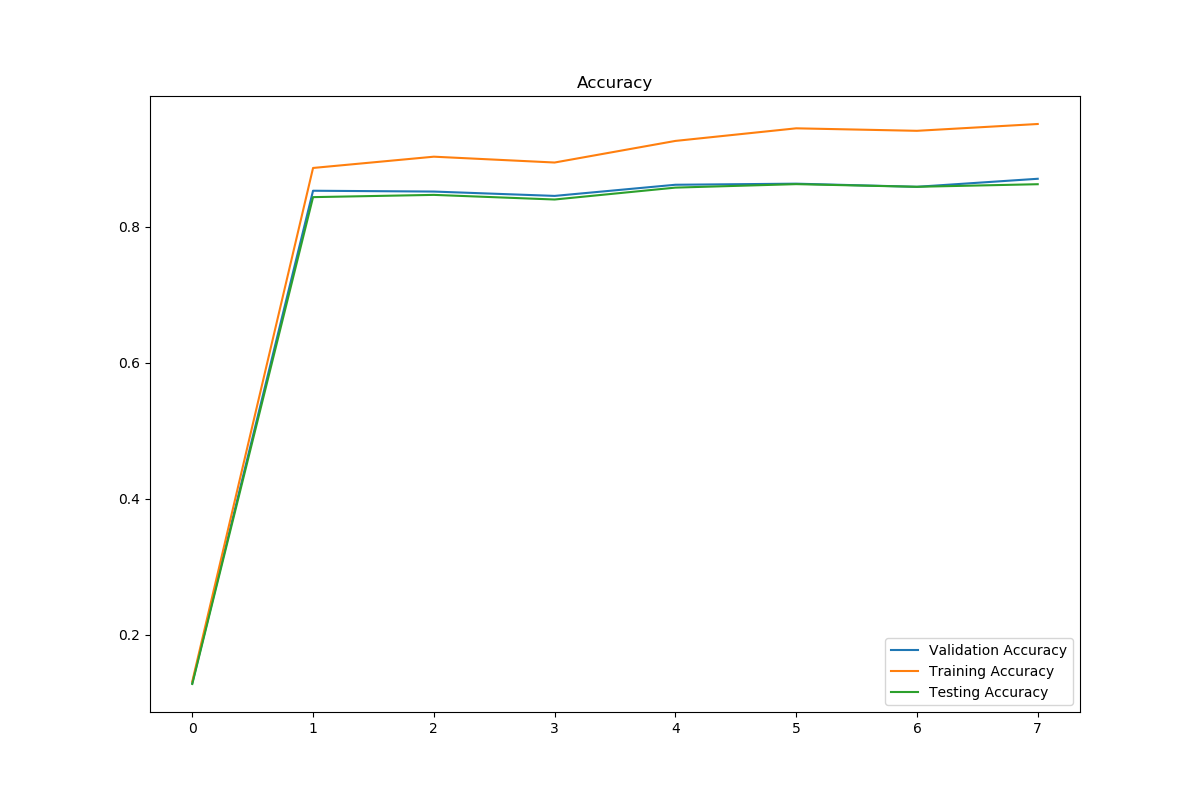 Accuracy
0.8
0.6
0.4
0.2
Validation Accuracy
Training Accuracy
Testing Accuracy
0 1 2 3 4 5 6 7